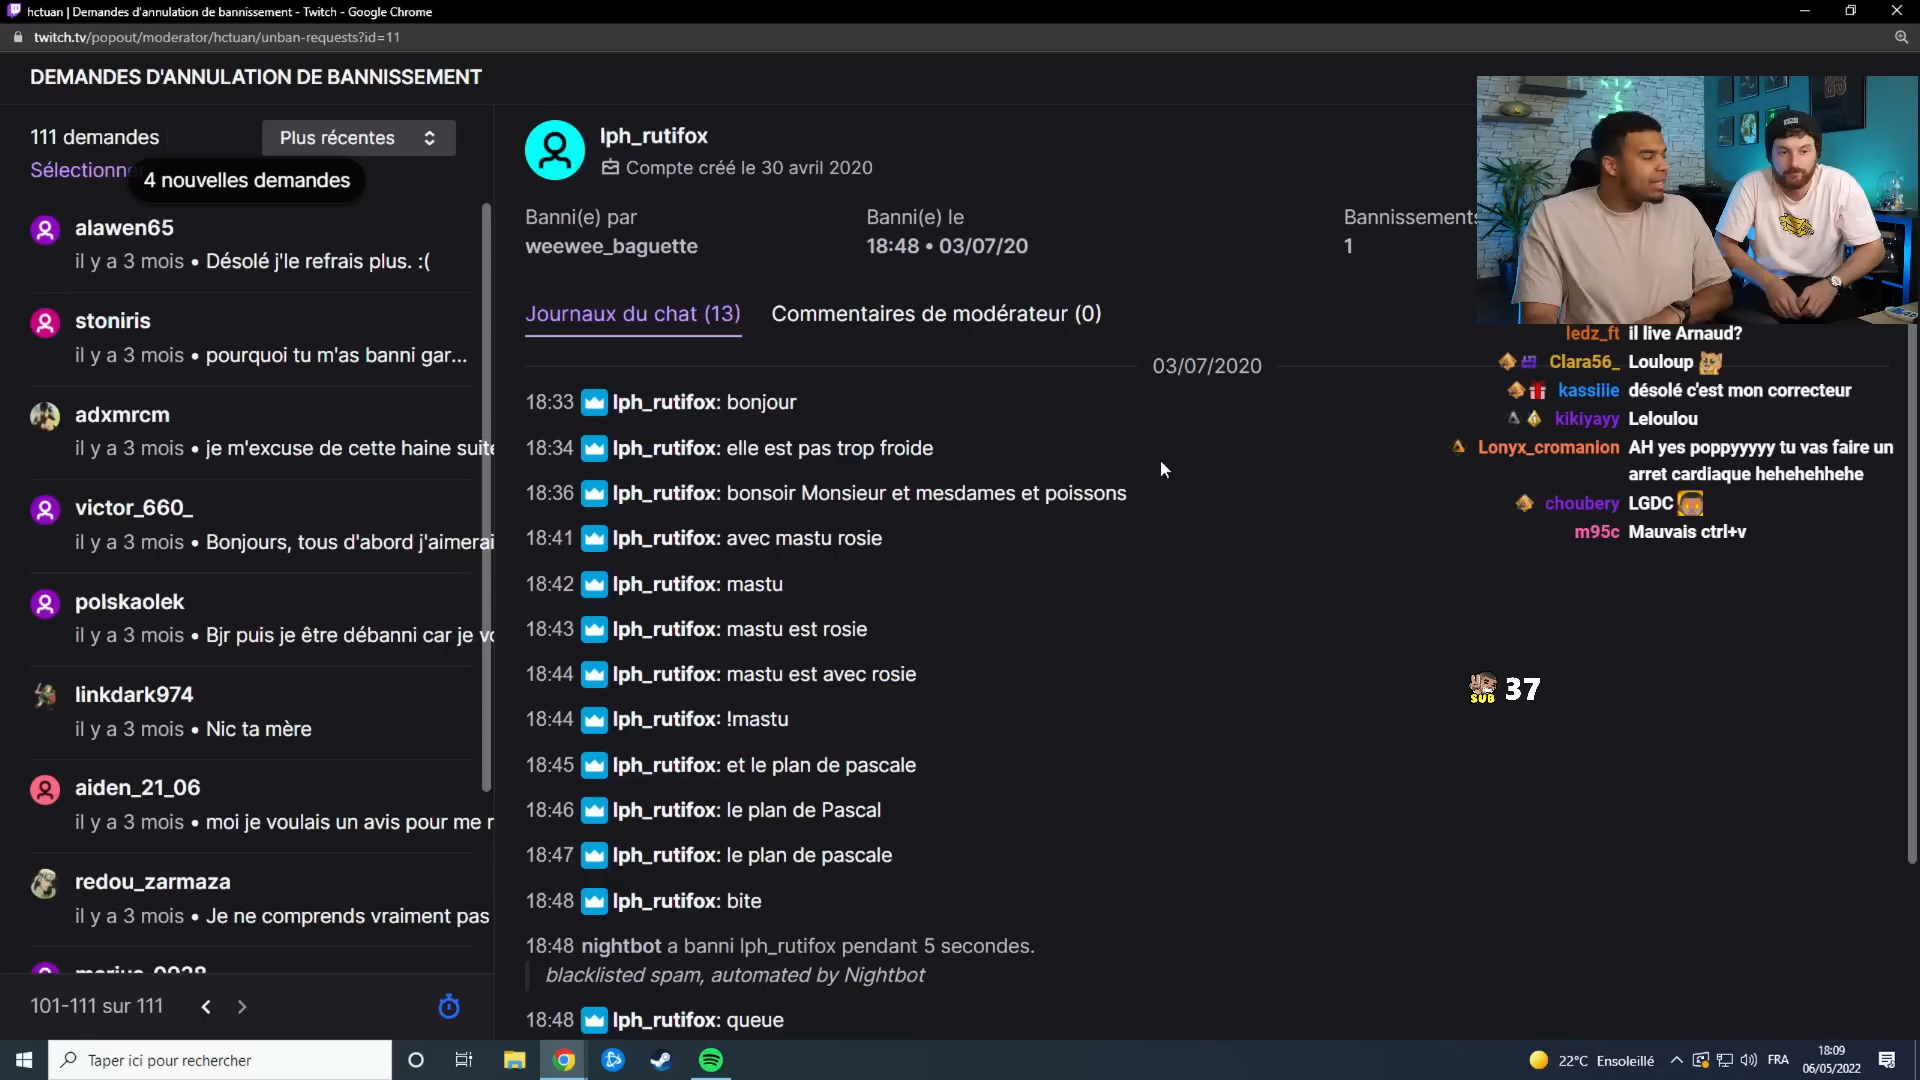 hctuan | Demandes d'annulation de bannissement - Twitch - Google Chrome
twitch.tv/popout/moderator/hctuan/unban-requests?id=11
DEMANDES D'ANNULATION DE BANNISSEMENT
111 demandes
Plus récentes
Sélectionne
4 nouvelles demandes
alawen65
il y a 3 mois • Désolé j'le refrais plus. :(
stoniris
il y a 3 mois • pourquoi tu m'as banni gar...
adxmrcm
il y a 3 mois • je m'excuse de cette haine suite
victor_660_
il y a 3 mois • Bonjours, tous d'abord j'aimerai
polskaolek
il y a 3 mois • Bjr puis je être débanni car je vo
linkdark974
il y a 3 mois • Nic ta mère
aiden_21_06
il y a 3 mois • moi je voulais un avis pour me r
redou_zarmaza
il y a 3 mois • Je ne comprends vraiment pas
101-111 sur 111
lph_rutifox
Compte créé le 30 avril 2020
Banni(e) par
weewee_baguette
Banni(e) le
18:48 • 03/07/20
Bannissements
1
Journaux du chat (13)
Commentaires de modérateur (0)
03/07/2020
18:33 lph_rutifox: bonjour
18:34 lph_rutifox: elle est pas trop froide
18:36 lph_rutifox: bonsoir Monsieur et mesdames et poissons
18:41 lph_rutifox: avec mastu rosie
18:42 lph_rutifox: mastu
18:43 lph_rutifox: mastu est rosie
18:44 lph_rutifox: mastu est avec rosie
18:44 lph_rutifox: !mastu
18:45 lph_rutifox: et le plan de pascale
18:46 lph_rutifox: le plan de Pascal
18:47 lph_rutifox: le plan de pascale
18:48 lph_rutifox: bite
18:48 nightbot a banni lph_rutifox pendant 5 secondes.
blacklisted spam, automated by Nightbot
18:48 lph_rutifox: queue
ledz_ft il live Arnaud?
Clara56_ Louloup
kassiiie désolé c'est mon correcteur
kikiyayy Leloulou
Lonyx_cromanion AH yes poppyyyyy tu vas faire un
arret cardiaque hehehehhehe
choubery LGDC
m95c Mauvais ctrl+v
SUB 37
Taper ici pour rechercher
22°C Ensoleillé
FRA
18:09
06/05/2022